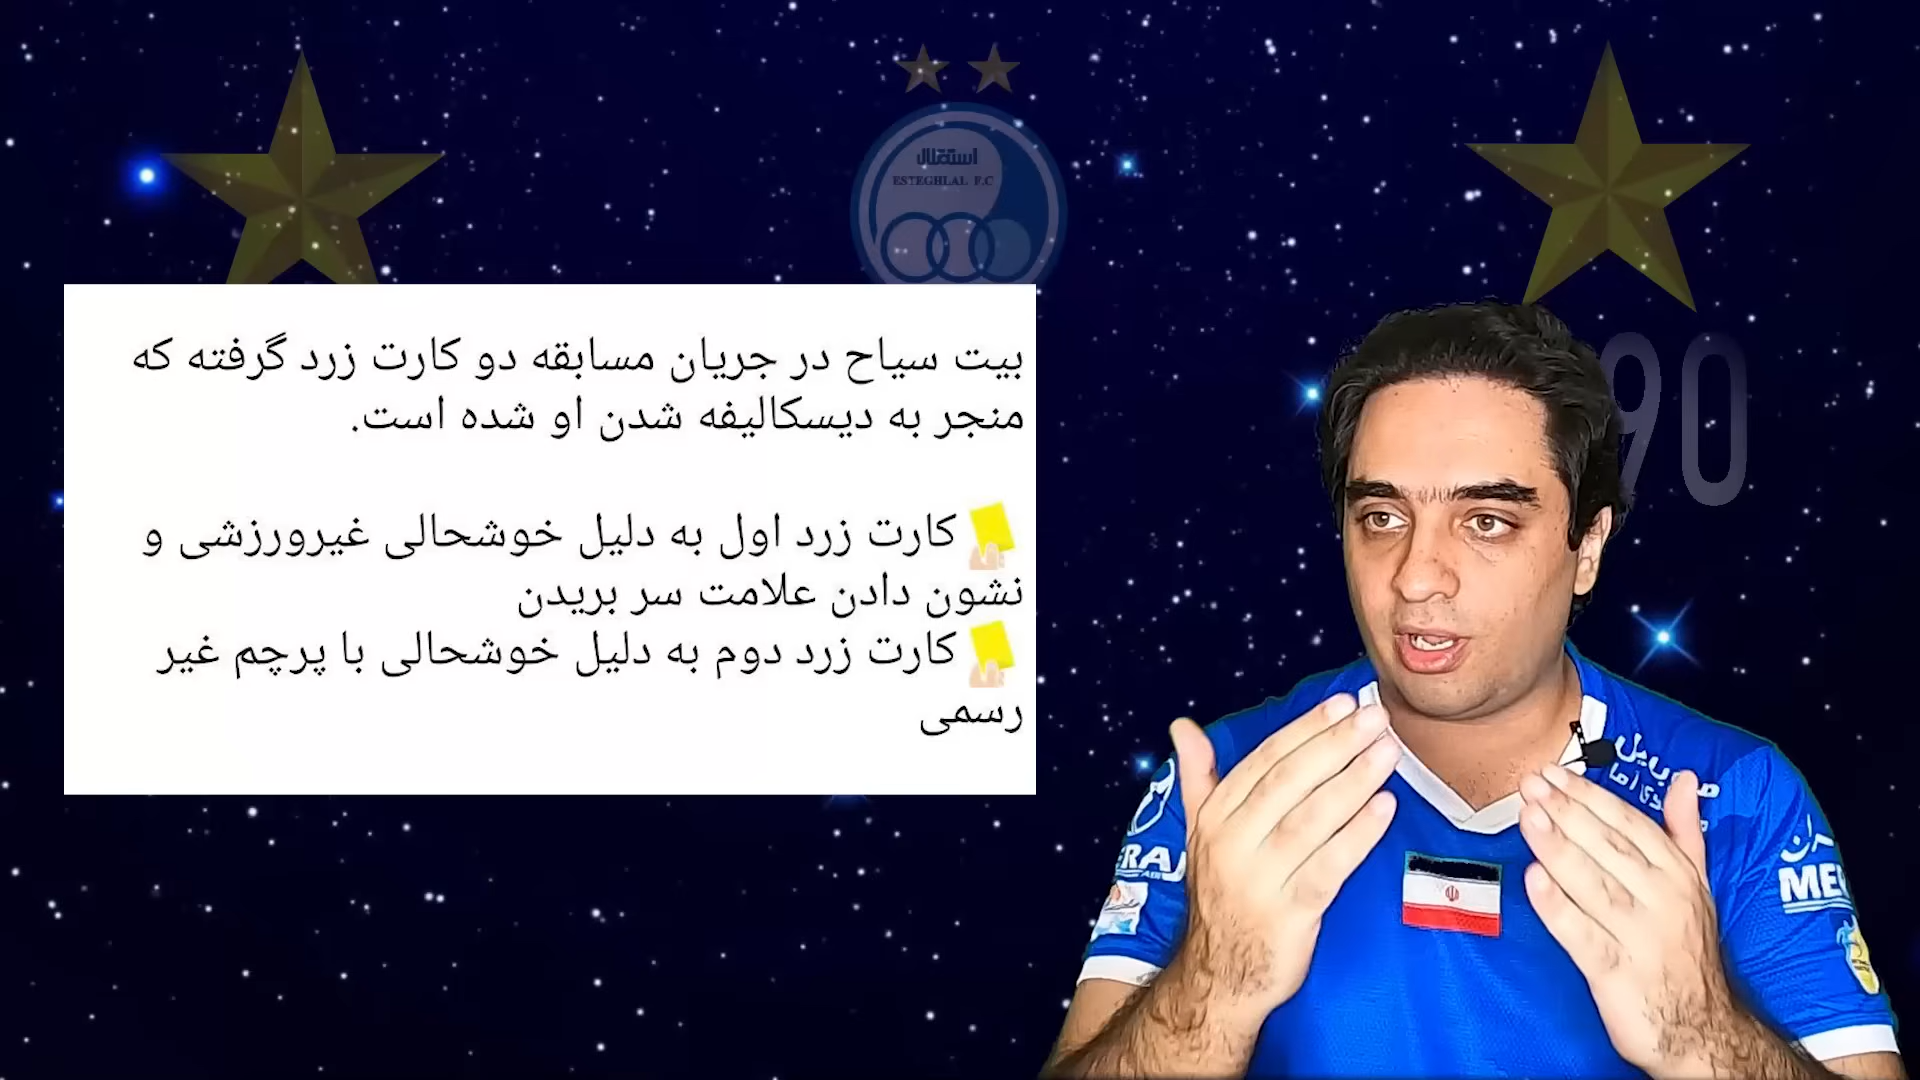 استقلال
ESTEGHLAL F.C
90
بیت سیاح در جریان مسابقه دو کارت زرد گرفته که
منجر به دیسکالیفه شدن او شده است.
کارت زرد اول به دلیل خوشحالی غیرورزشی و
نشون دادن علامت سر بریدن
کارت زرد دوم به دلیل خوشحالی با پرچم غیر
رسمی